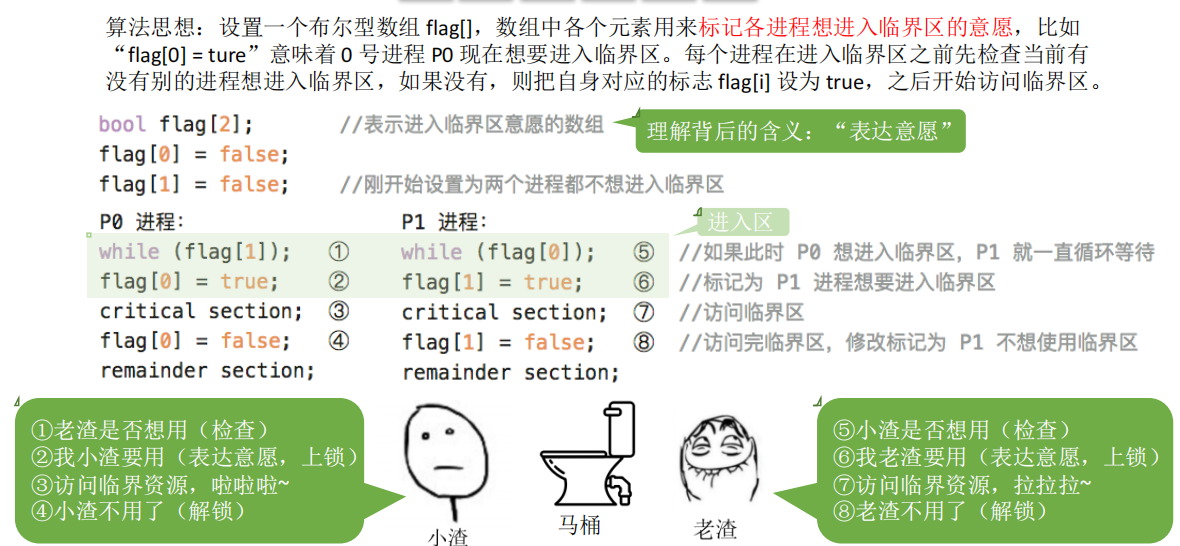 算法思想：设置一个布尔型数组 flag[]，数组中各个元素用来标记各进程想进入临界区的意愿，比如
“flag[0] = ture”意味着 0 号进程 P0 现在想要进入临界区。每个进程在进入临界区之前先检查当前有
没有别的进程想进入临界区，如果没有，则把自身对应的标志 flag[i] 设为 true，之后开始访问临界区。
bool flag[2]; //表示进入临界区意愿的数组
理解背后的含义：“表达意愿”
flag[0] = false;
flag[1] = false; //刚开始设置为两个进程都不想进入临界区
P0 进程： P1 进程： 进入区
while (flag[1]); ① while (flag[0]); ⑤ //如果此时 P0 想进入临界区，P1 就一直循环等待
flag[0] = true; ② flag[1] = true; ⑥ //标记为 P1 进程想要进入临界区
critical section; ③ critical section; ⑦ //访问临界区
flag[0] = false; ④ flag[1] = false; ⑧ //访问完临界区，修改标记为 P1 不想使用临界区
remainder section; remainder section;
①老渣是否想用（检查）
②我小渣要用（表达意愿，上锁）
③访问临界资源，啦啦啦~
④小渣不用了（解锁）
小渣
马桶
老渣
⑤小渣是否想用（检查）
⑥我老渣要用（表达意愿，上锁）
⑦访问临界资源，拉拉拉~
⑧老渣不用了（解锁）